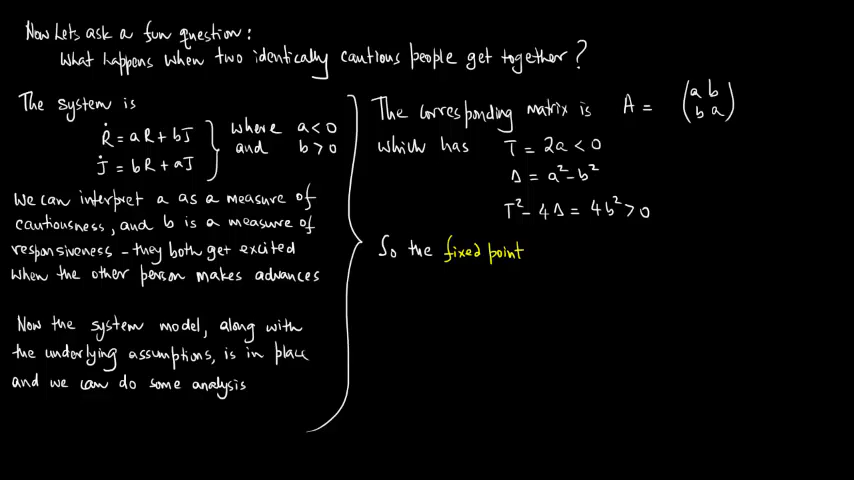 Now Lets ask a fun question:
What happens when two identically cautious people get together?
The system is
Ṙ = aR + bJ
J̇ = bR + aJ
where a < 0
and b > 0
We can interpret a as a measure of
cautiousness, and b is a measure of
responsiveness - they both get excited
when the other person makes advances
Now the system model, along with
the underlying assumptions, is in place
and we can do some analysis
The corresponding matrix is A = (a b
b a)
which has T = 2a < 0
Δ = a² - b²
T² - 4Δ = 4b² > 0
So the fixed point